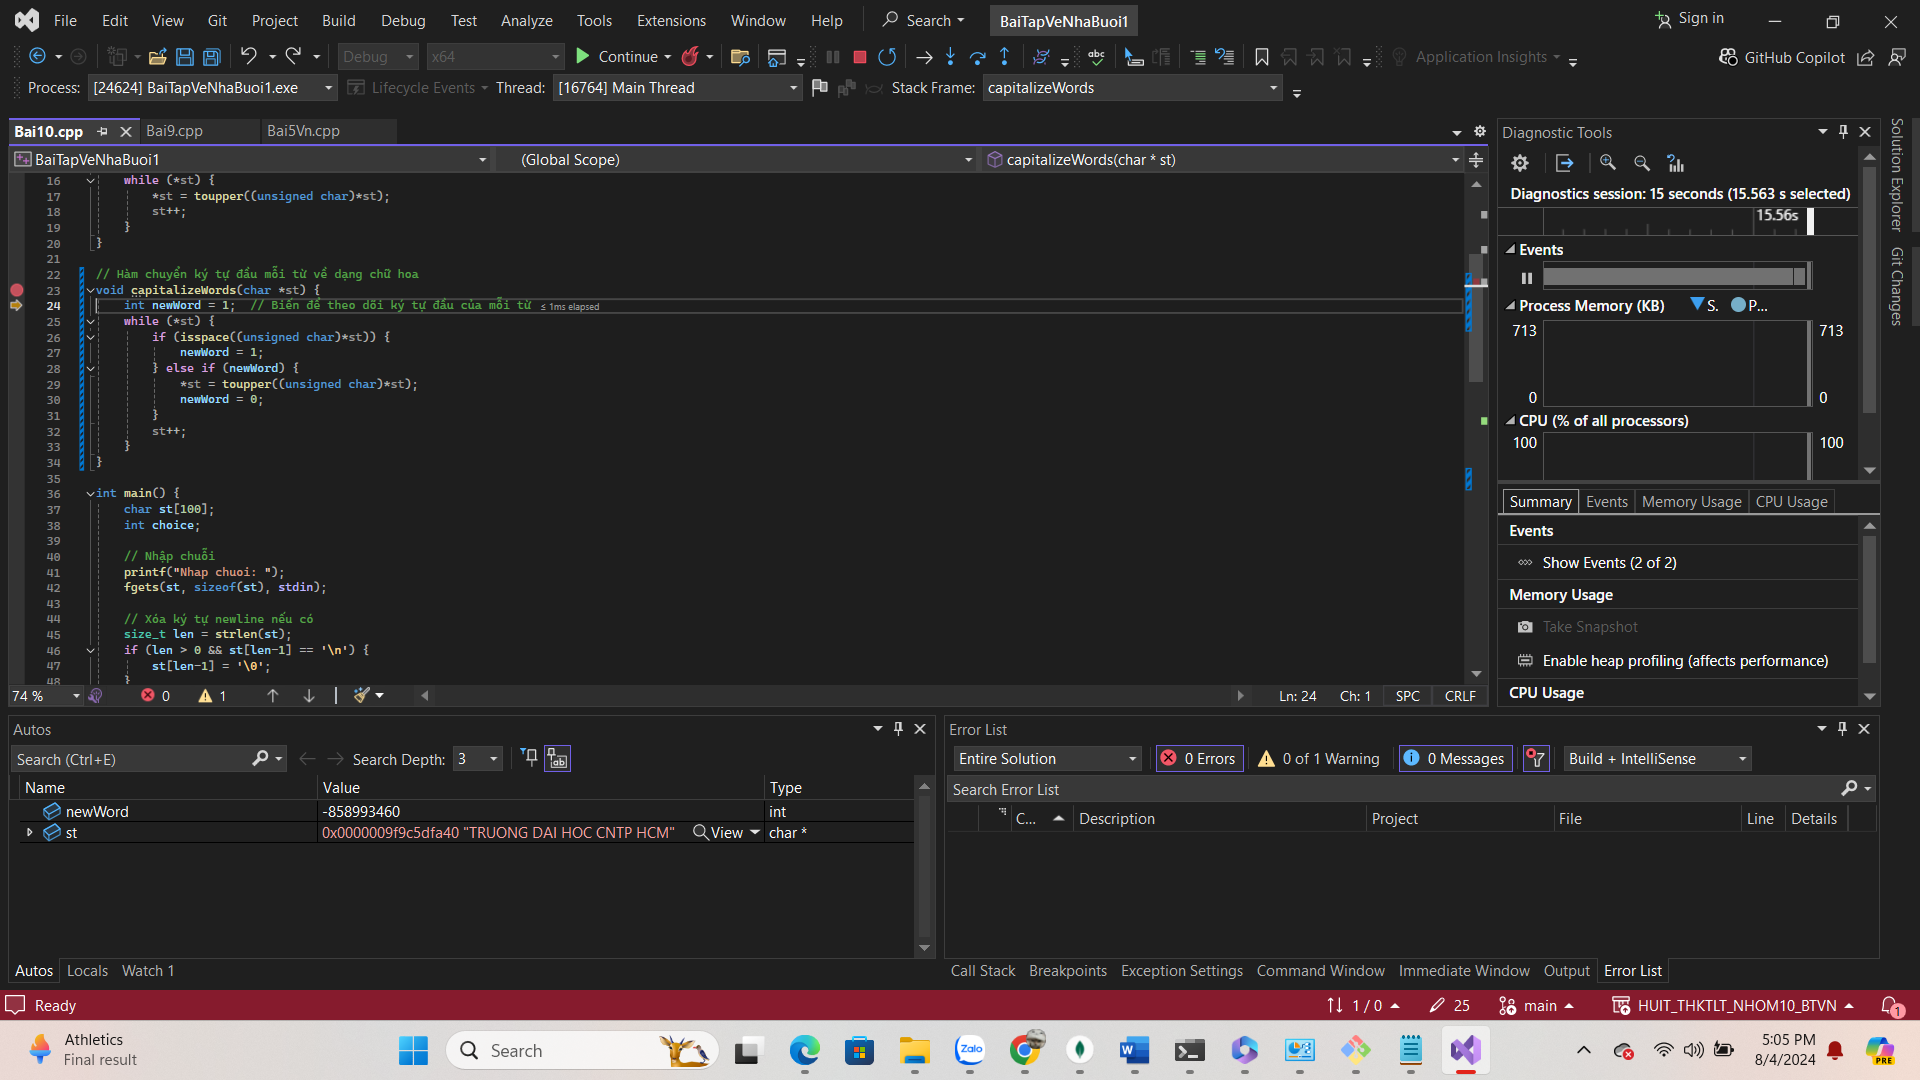 File Edit View Git Project Build Debug Test Analyze Tools Extensions Window Help Search BaiTapVeNhaBuoi1 Sign in
Debug x64 Continue Application Insights GitHub Copilot
Process: [24624] BaiTapVeNhaBuoi1.exe Lifecycle Events Thread: [16764] Main Thread Stack Frame: capitalizeWords
Bai10.cpp Bai9.cpp Bai5Vn.cpp
BaiTapVeNhaBuoi1 (Global Scope) capitalizeWords(char * st)
16 while (*st) {
17 *st = toupper((unsigned char)*st);
18 st++;
19 }
20 }
21
22 // Hàm chuyển ký tự đầu mỗi từ về dạng chữ hoa
23 void capitalizeWords(char *st) {
24 int newWord = 1; // Biến để theo dõi ký tự đầu của mỗi từ ≤ 1ms elapsed
25 while (*st) {
26 if (isspace((unsigned char)*st)) {
27 newWord = 1;
28 } else if (newWord) {
29 *st = toupper((unsigned char)*st);
30 newWord = 0;
31 }
32 st++;
33 }
34 }
35
36 int main() {
37 char st[100];
38 int choice;
39
40 // Nhập chuỗi
41 printf("Nhap chuoi: ");
42 fgets(st, sizeof(st), stdin);
43
44 // Xóa ký tự newline nếu có
45 size_t len = strlen(st);
46 if (len > 0 && st[len-1] == '\n') {
47 st[len-1] = '\0';
48 }
74 % 0 1 Ln: 24 Ch: 1 SPC CRLF
Diagnostic Tools
Diagnostics session: 15 seconds (15.563 s selected)
15.56s
Events
Process Memory (KB) S. P...
713 713
0 0
CPU (% of all processors)
100 100
Summary Events Memory Usage CPU Usage
Events
Show Events (2 of 2)
Memory Usage
Take Snapshot
Enable heap profiling (affects performance)
CPU Usage
Solution Explorer
Git Changes
Autos
Search (Ctrl+E) Search Depth: 3
Name Value Type
newWord -858993460 int
st 0x0000009f9c5dfa40 "TRUONG DAI HOC CNTP HCM" View char *
Autos Locals Watch 1
Error List
Entire Solution 0 Errors 0 of 1 Warning 0 Messages Build + IntelliSense
Search Error List
C... Description Project File Line Details
Call Stack Breakpoints Exception Settings Command Window Immediate Window Output Error List
Ready 1 / 0 25 main HUIT_THKTLT_NHOM10_BTVN 1
Athletics
Final result
Search
Zalo
PRE
5:05 PM
8/4/2024